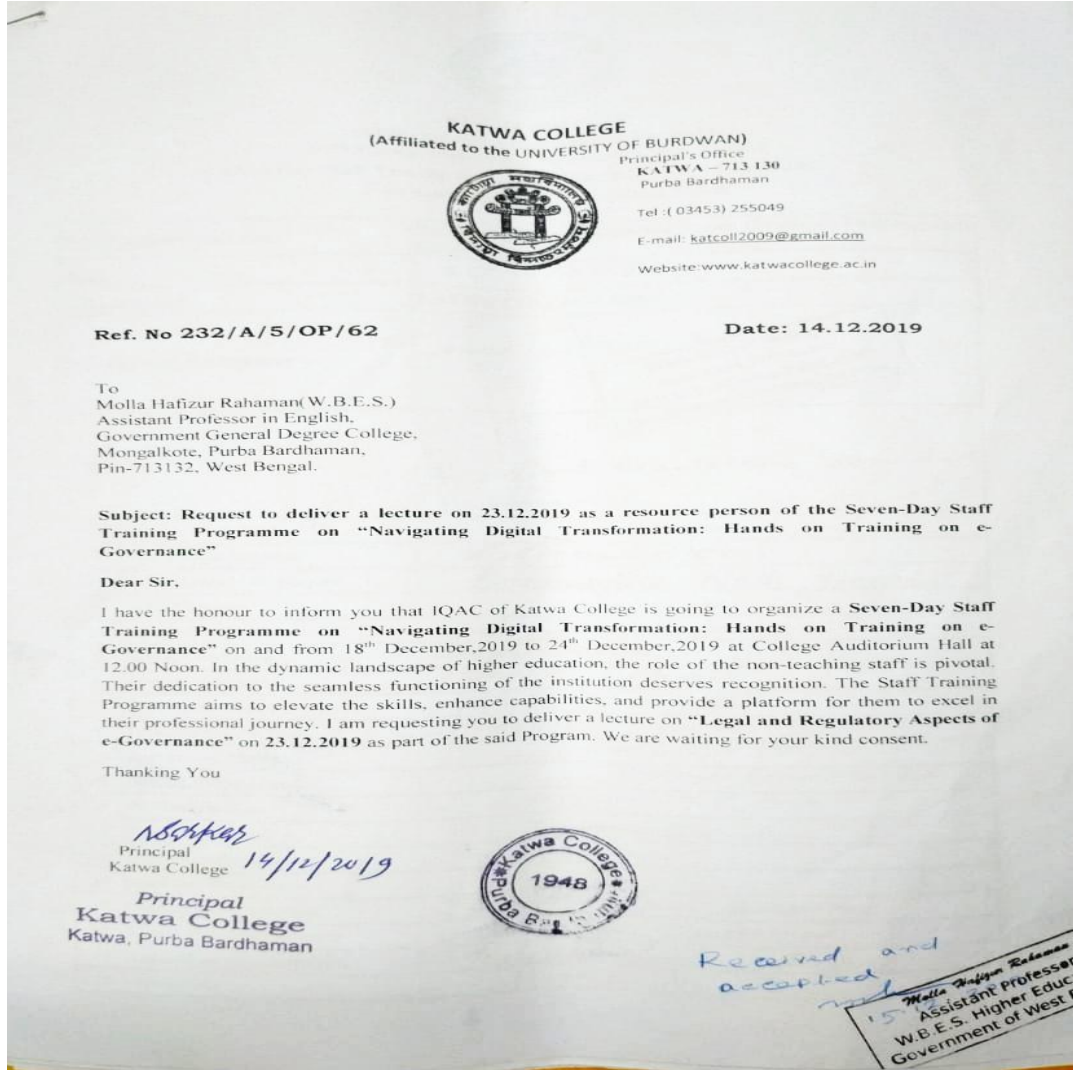 KATWA COLLEGE
(Affiliated to the UNIVERSITY OF BURDWAN)
Principal's Office
KATWA – 713 130
Purba Bardhaman
Tel :( 03453) 255049
E-mail: katcoll2009@gmail.com
Website:www.katwacollege.ac.in
Ref. No 232/A/5/OP/62
Date: 14.12.2019
To
Molla Hafizur Rahaman(W.B.E.S.)
Assistant Professor in English,
Government General Degree College,
Mongalkote, Purba Bardhaman,
Pin-713132, West Bengal.
Subject: Request to deliver a lecture on 23.12.2019 as a resource person of the Seven-Day Staff
Training Programme on “Navigating Digital Transformation: Hands on Training on e-
Governance”
Dear Sir,
I have the honour to inform you that IQAC of Katwa College is going to organize a Seven-Day Staff
Training Programme on “Navigating Digital Transformation: Hands on Training on e-
Governance” on and from 18th December,2019 to 24th December,2019 at College Auditorium Hall at
12.00 Noon. In the dynamic landscape of higher education, the role of the non-teaching staff is pivotal.
Their dedication to the seamless functioning of the institution deserves recognition. The Staff Training
Programme aims to elevate the skills, enhance capabilities, and provide a platform for them to excel in
their professional journey. I am requesting you to deliver a lecture on “Legal and Regulatory Aspects of
e-Governance” on 23.12.2019 as part of the said Program. We are waiting for your kind consent.
Thanking You
Principal
Katwa College 14/12/2019
Principal
Katwa College
Katwa, Purba Bardhaman
Katwa College
1948
Purba
Received and
accepted
Molla Hafizur Rahaman
Assistant Professor
W.B.E.S. Higher Educ
Government of West